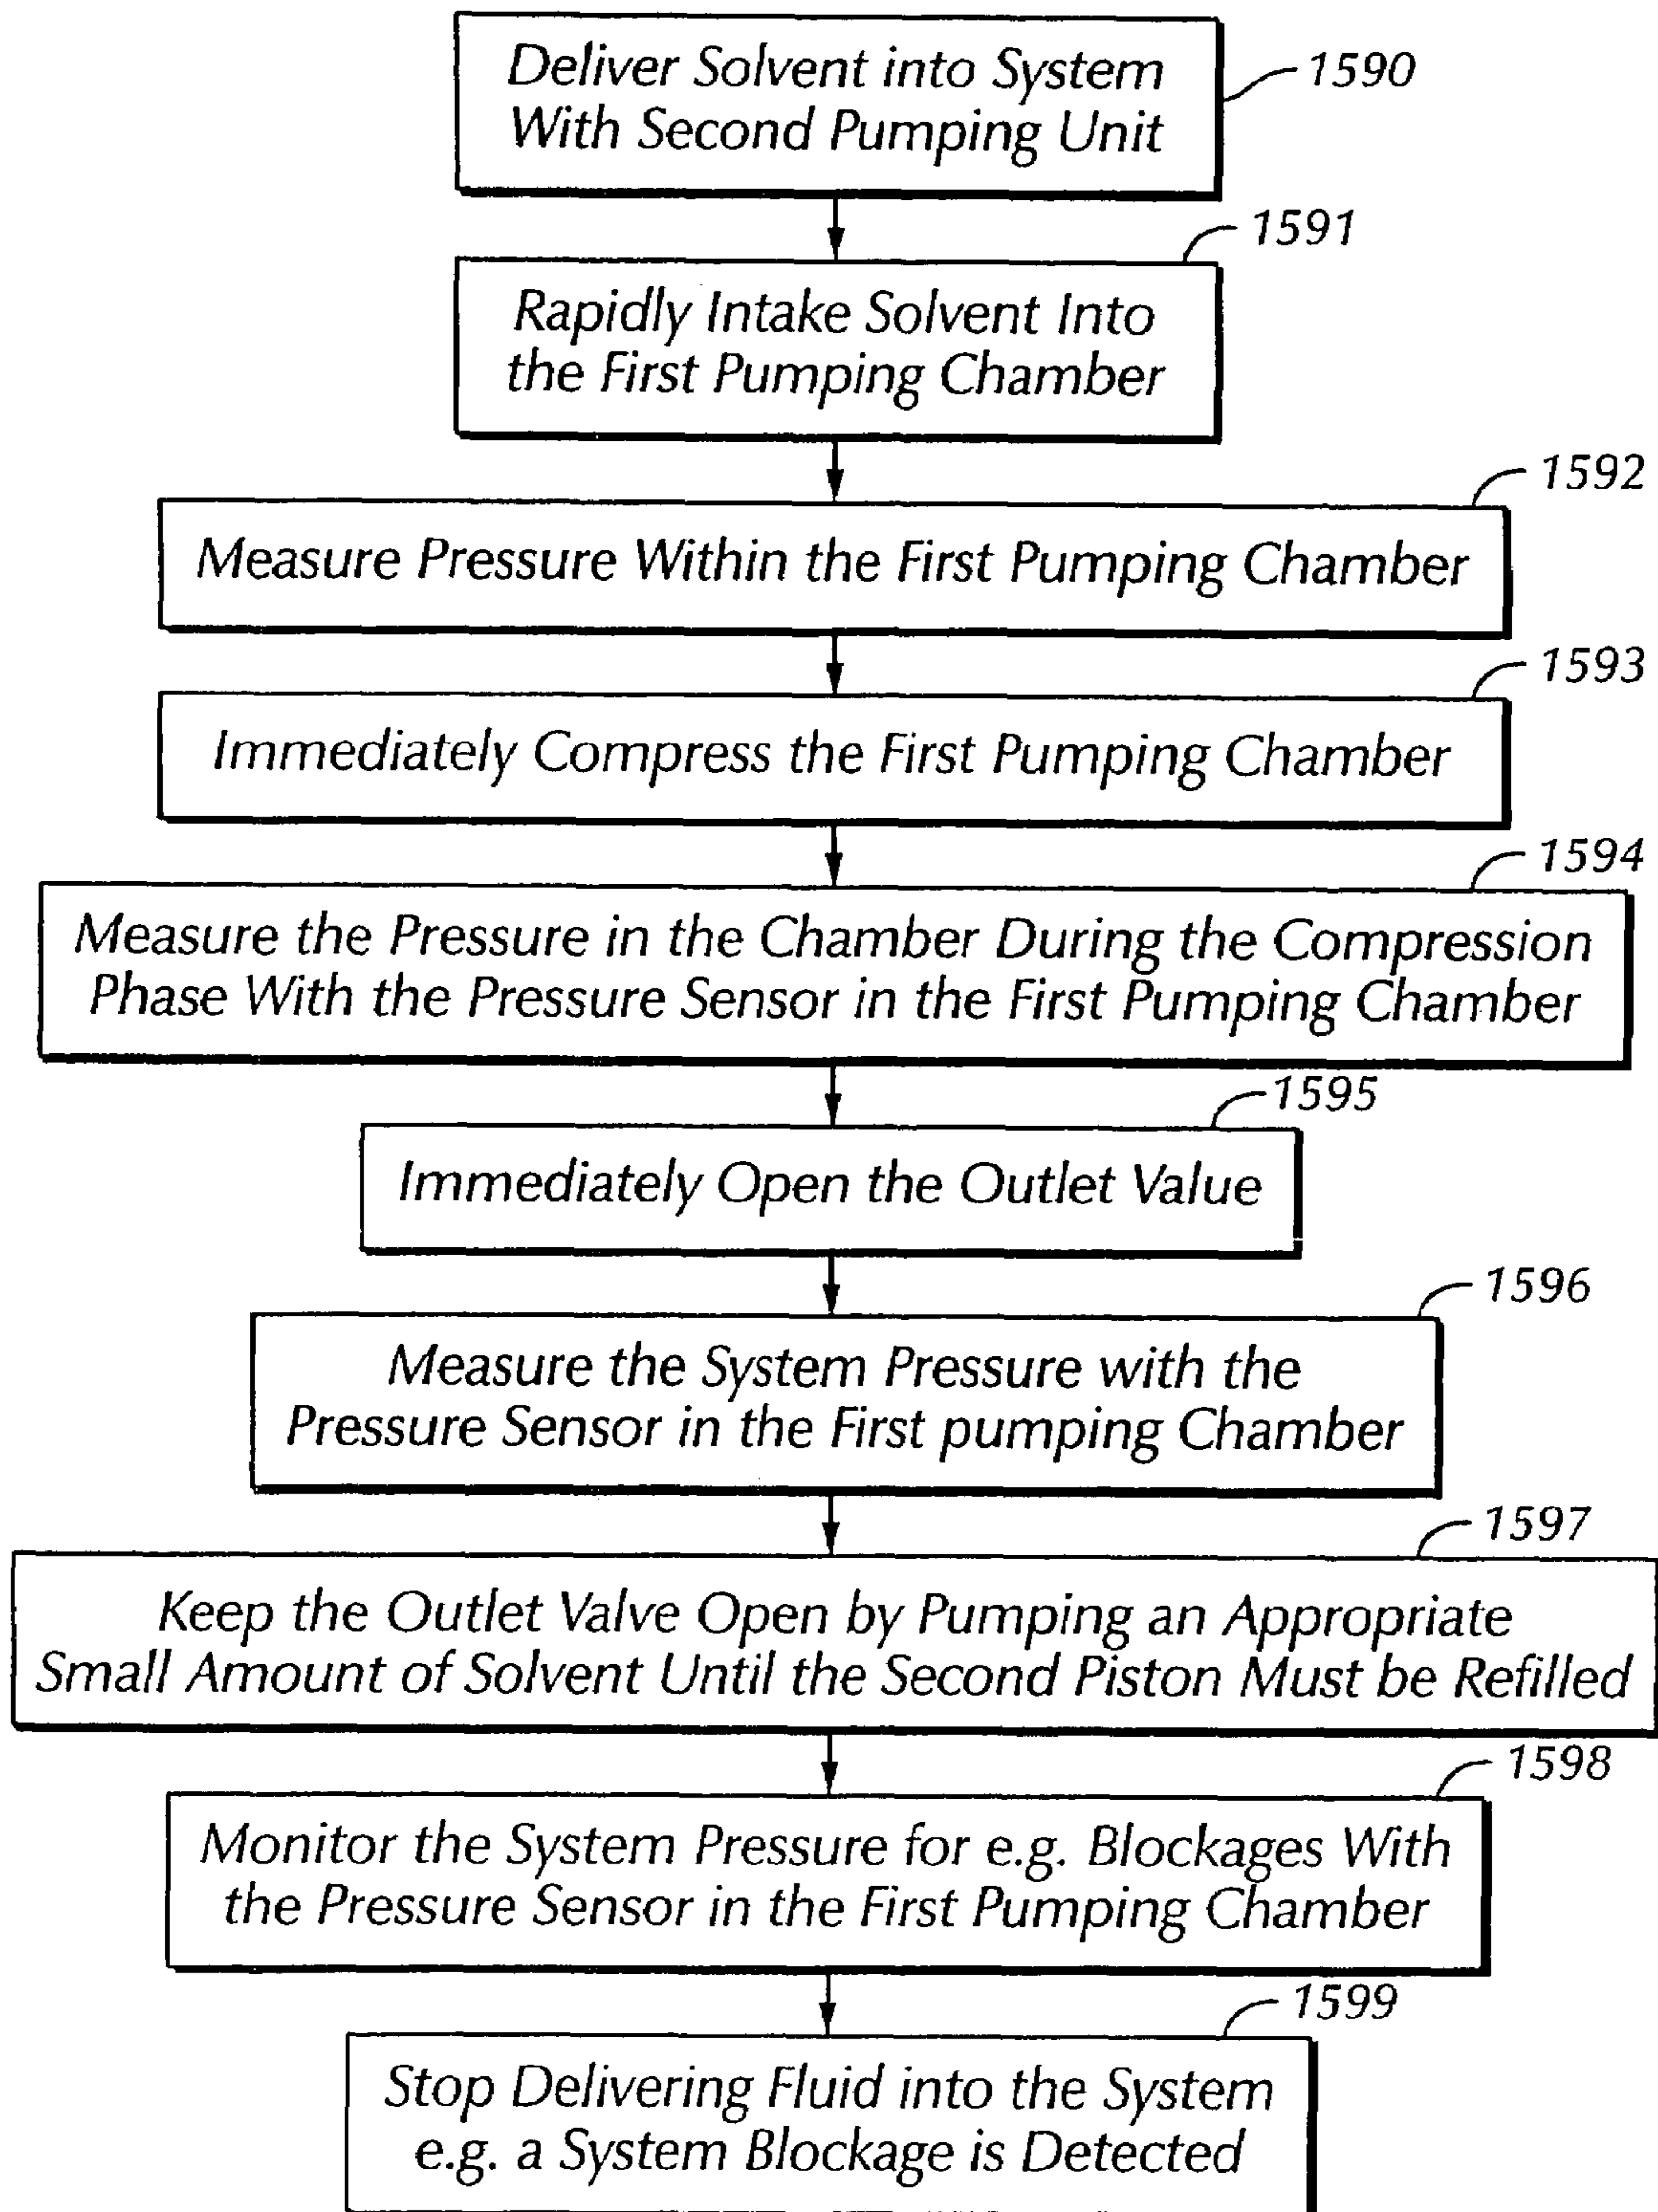 Deliver Solvent into System
With Second Pumping Unit
1590
1591
Rapidly Intake Solvent Into
the First Pumping Chamber
1592
Measure Pressure Within the First Pumping Chamber
1593
Immediately Compress the First Pumping Chamber
1594
Measure the Pressure in the Chamber During the Compression
Phase With the Pressure Sensor in the First Pumping Chamber
1595
Immediately Open the Outlet Value
1596
Measure the System Pressure with the
Pressure Sensor in the First pumping Chamber
1597
Keep the Outlet Valve Open by Pumping an Appropriate
Small Amount of Solvent Until the Second Piston Must be Refilled
1598
Monitor the System Pressure for e.g. Blockages With
the Pressure Sensor in the First Pumping Chamber
1599
Stop Delivering Fluid into the System
e.g. a System Blockage is Detected